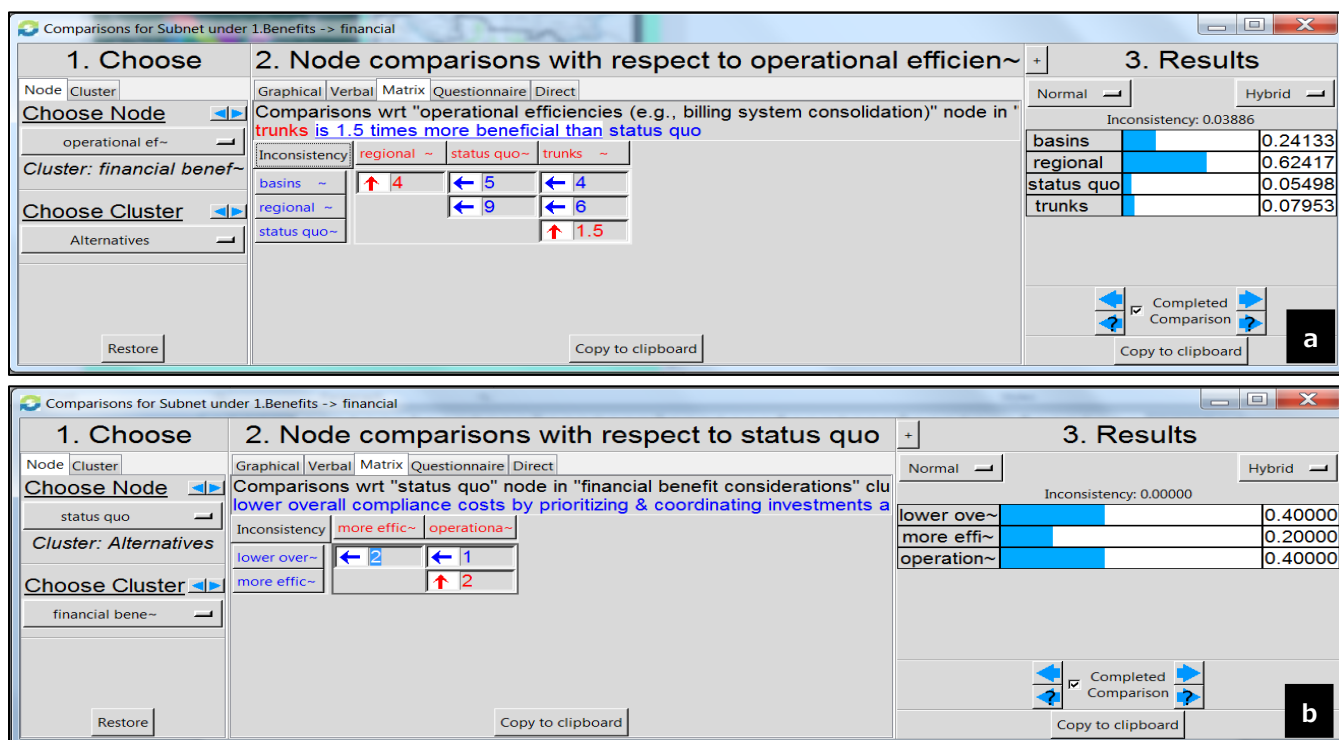 Comparisons for Subnet under 1.Benefits -> financial
1. Choose
2. Node comparisons with respect to operational efficien~
+
3. Results
Node Cluster
Graphical Verbal Matrix Questionnaire Direct
Normal
Hybrid
Choose Node
Comparisons wrt "operational efficiencies (e.g., billing system consolidation)" node in "
trunks is 1.5 times more beneficial than status quo
Inconsistency: 0.03886
operational ef~
Cluster: financial benef~
Inconsistency regional ~ status quo~ trunks ~
basins ~ 4 5 4
regional ~ 9 6
status quo~ 1.5
basins 0.24133
regional 0.62417
status quo 0.05498
trunks 0.07953
Choose Cluster
Alternatives
Completed
Comparison
?
?
Restore
Copy to clipboard
Copy to clipboard
a
Comparisons for Subnet under 1.Benefits -> financial
1. Choose
2. Node comparisons with respect to status quo
+
3. Results
Node Cluster
Graphical Verbal Matrix Questionnaire Direct
Normal
Hybrid
Choose Node
Comparisons wrt "status quo" node in "financial benefit considerations" clu
lower overall compliance costs by prioritizing & coordinating investments a
Inconsistency: 0.00000
status quo
Cluster: Alternatives
Inconsistency more effic~ operationa~
lower over~ 2 1
more effic~ 2
lower ove~ 0.40000
more effi~ 0.20000
operation~ 0.40000
Choose Cluster
financial bene~
Completed
Comparison
?
?
Restore
Copy to clipboard
Copy to clipboard
b